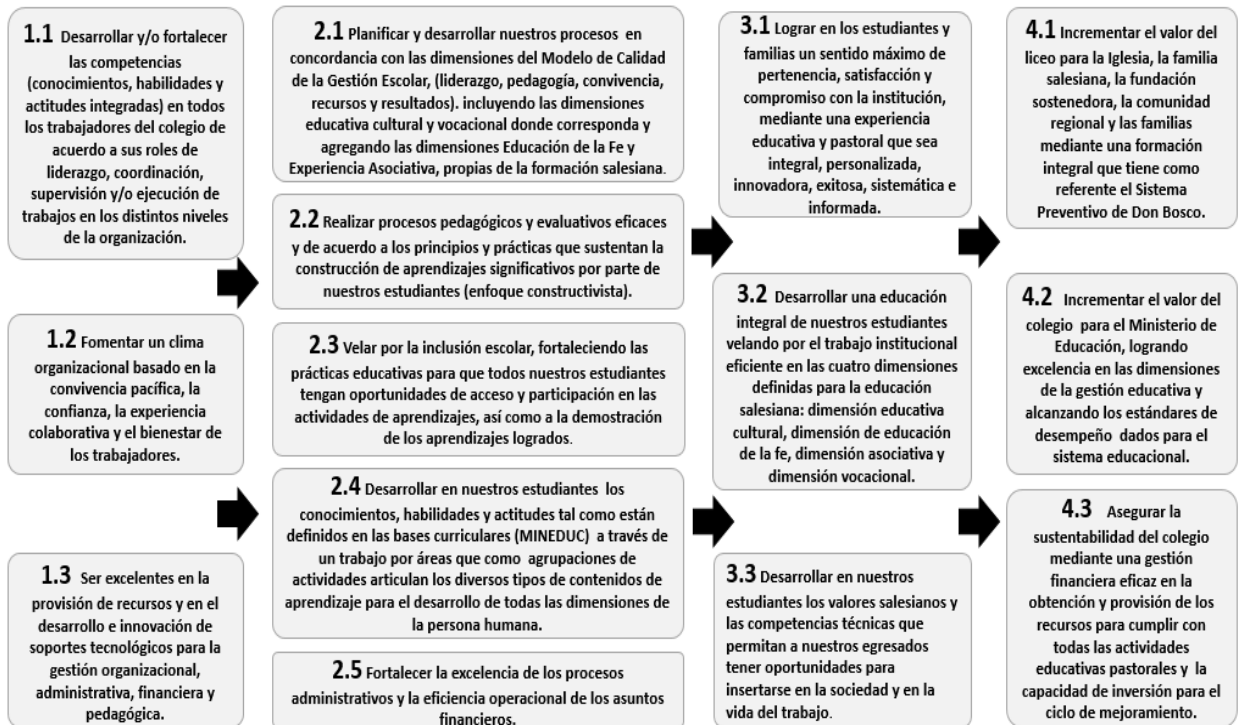 1.1 Desarrollar y/o fortalecer
las competencias
(conocimientos, habilidades y
actitudes integradas) en todos
los trabajadores del colegio de
acuerdo a sus roles de
liderazgo, coordinación,
supervisión y/o ejecución de
trabajos en los distintos niveles
de la organización.
1.2 Fomentar un clima
organizacional basado en la
convivencia pacífica, la
confianza, la experiencia
colaborativa y el bienestar de
los trabajadores.
1.3 Ser excelentes en la
provisión de recursos y en el
desarrollo e innovación de
soportes tecnológicos para la
gestión organizacional,
administrativa, financiera y
pedagógica.
2.1 Planificar y desarrollar nuestros procesos en
concordancia con las dimensiones del Modelo de Calidad
de la Gestión Escolar, (liderazgo, pedagogía, convivencia,
recursos y resultados). incluyendo las dimensiones
educativa cultural y vocacional donde corresponda y
agregando las dimensiones Educación de la Fe y
Experiencia Asociativa, propias de la formación salesiana.
2.2 Realizar procesos pedagógicos y evaluativos eficaces
y de acuerdo a los principios y prácticas que sustentan la
construcción de aprendizajes significativos por parte de
nuestros estudiantes (enfoque constructivista).
2.3 Velar por la inclusión escolar, fortaleciendo las
prácticas educativas para que todos nuestros estudiantes
tengan oportunidades de acceso y participación en las
actividades de aprendizajes, así como a la demostración
de los aprendizajes logrados.
2.4 Desarrollar en nuestros estudiantes los
conocimientos, habilidades y actitudes tal como están
definidos en las bases curriculares (MINEDUC) a través de
un trabajo por áreas que como agrupaciones de
actividades articulan los diversos tipos de contenidos de
aprendizaje para el desarrollo de todas las dimensiones de
la persona humana.
2.5 Fortalecer la excelencia de los procesos
administrativos y la eficiencia operacional de los asuntos
financieros.
3.1 Lograr en los estudiantes y
familias un sentido máximo de
pertenencia, satisfacción y
compromiso con la institución,
mediante una experiencia
educativa y pastoral que sea
integral, personalizada,
innovadora, exitosa, sistemática e
informada.
3.2 Desarrollar una educación
integral de nuestros estudiantes
velando por el trabajo institucional
eficiente en las cuatro dimensiones
definidas para la educación
salesiana: dimensión educativa
cultural, dimensión de educación
de la fe, dimensión asociativa y
dimensión vocacional.
3.3 Desarrollar en nuestros
estudiantes los valores salesianos y
las competencias técnicas que
permitan a nuestros egresados
tener oportunidades para
insertarse en la sociedad y en la
vida del trabajo.
4.1 Incrementar el valor del
liceo para la Iglesia, la familia
salesiana, la fundación
sostenedora, la comunidad
regional y las familias
mediante una formación
integral que tiene como
referente el Sistema
Preventivo de Don Bosco.
4.2 Incrementar el valor del
colegio para el Ministerio de
Educación, logrando
excelencia en las dimensiones
de la gestión educativa y
alcanzando los estándares de
desempeño dados para el
sistema educacional.
4.3 Asegurar la
sustentabilidad del colegio
mediante una gestión
financiera eficaz en la
obtención y provisión de los
recursos para cumplir con
todas las actividades
educativas pastorales y la
capacidad de inversión para el
ciclo de mejoramiento.